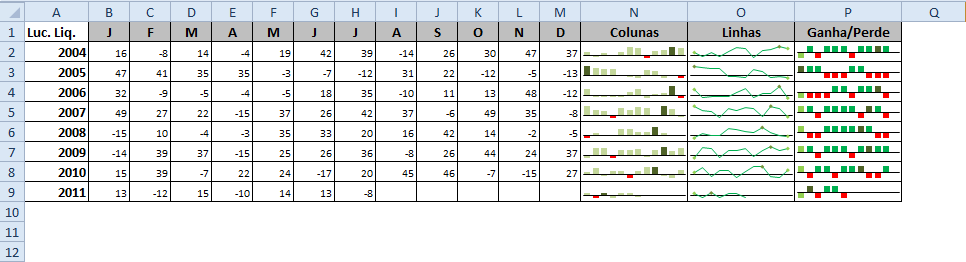 A B C D E F G H I J K L M N O P Q
1 Luc. Liq. J F M A M J J A S O N D Colunas Linhas Ganha/Perde
2 2004 16 -8 14 -4 19 42 39 -14 26 30 47 37
3 2005 47 41 35 35 -3 -7 -12 31 22 -12 -5 -13
4 2006 32 -9 -5 -4 -5 18 35 -10 11 13 48 -12
5 2007 49 27 22 -15 37 26 42 37 -6 49 35 -8
6 2008 -15 10 -4 -3 35 33 20 16 42 14 -2 -5
7 2009 -14 39 37 -15 25 26 36 -8 26 44 24 37
8 2010 15 39 -7 22 24 -17 20 45 46 -7 -15 27
9 2011 13 -12 15 -10 14 13 -8
10
11
12